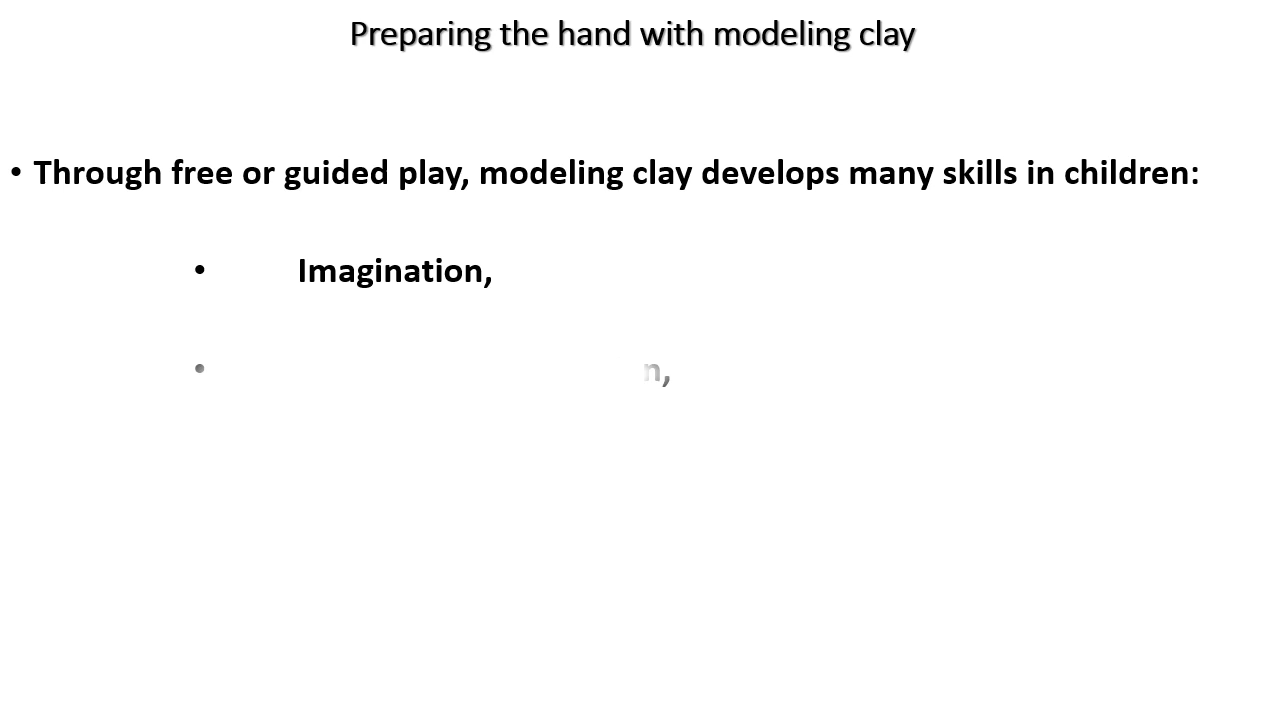 Preparing the hand with modeling clay
• Through free or guided play, modeling clay develops many skills in children:
• Imagination,